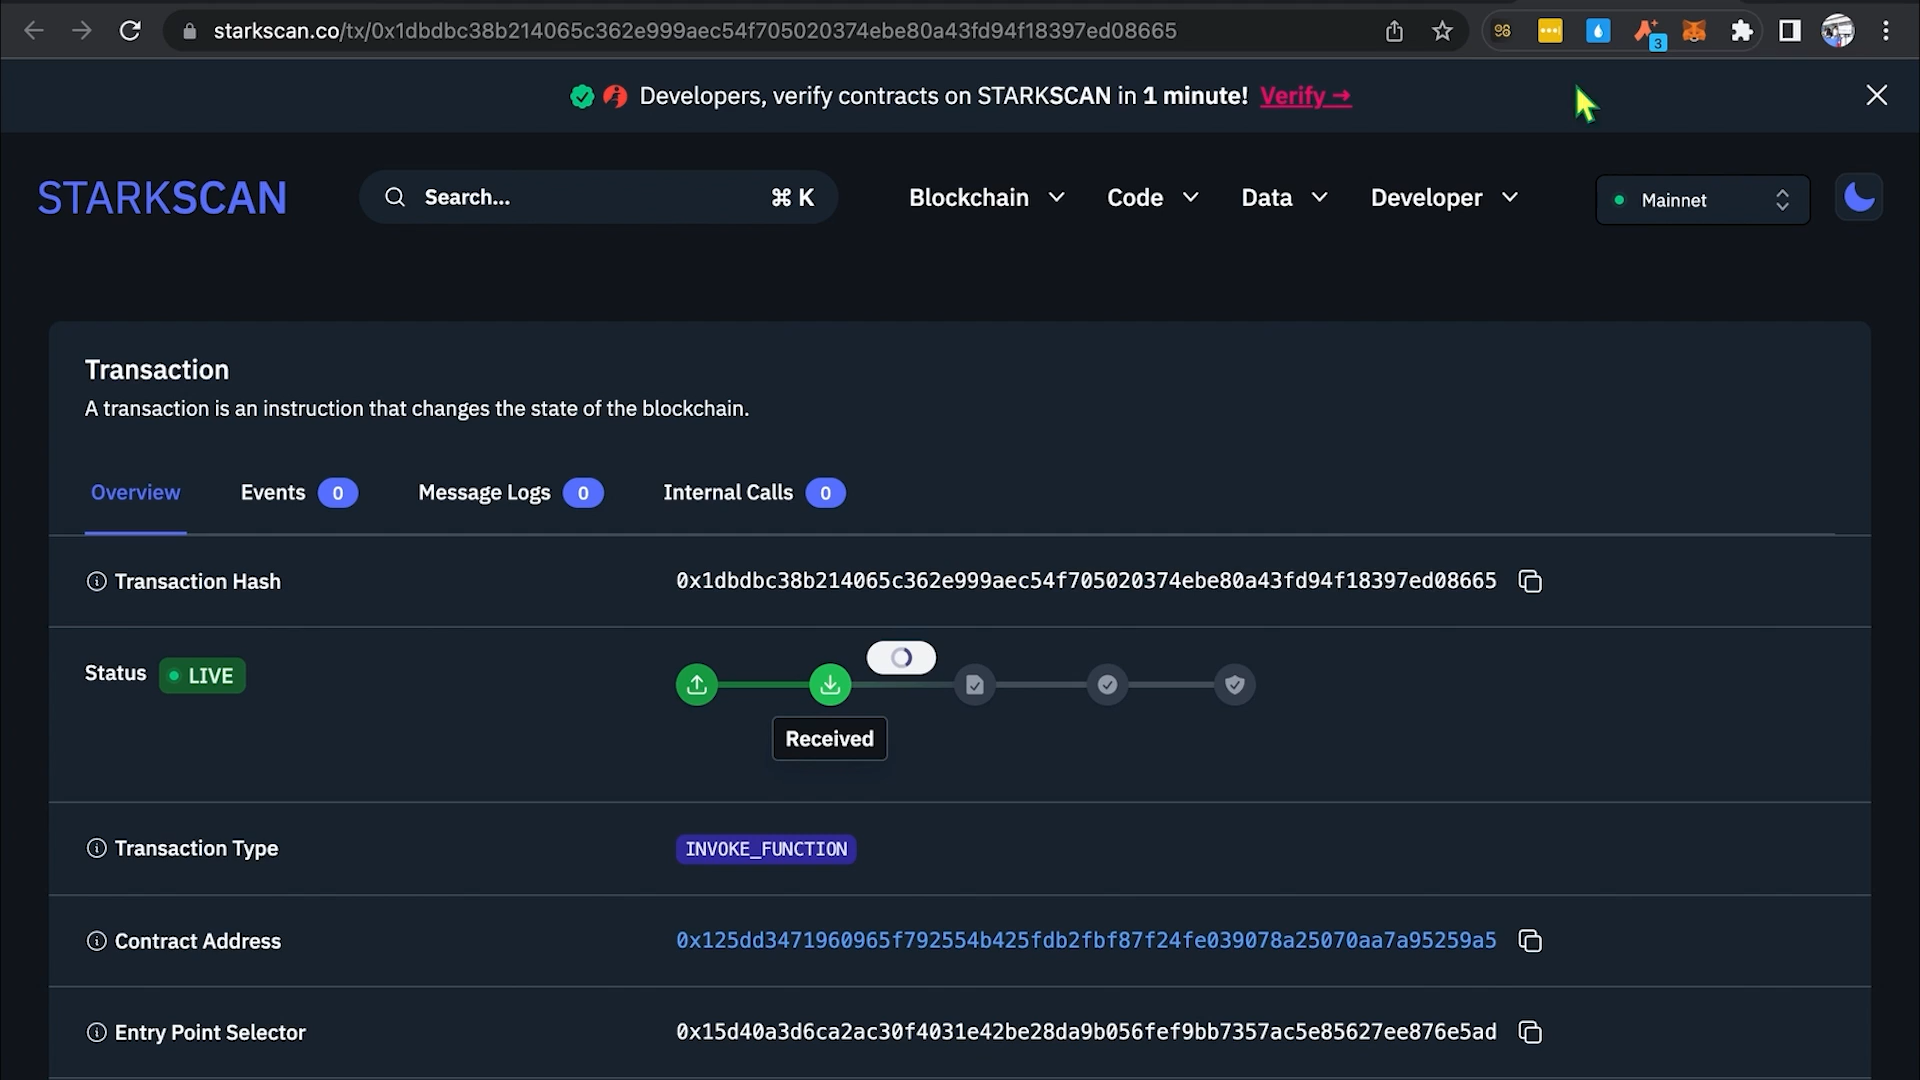 starkscan.co/tx/0x1dbdbc38b214065c362e999aec54f705020374ebe80a43fd94f18397ed08665
98
3
Developers, verify contracts on STARKSCAN in 1 minute! Verify →
STARKSCAN
Search...
⌘ K
Blockchain
Code
Data
Developer
Mainnet
Transaction
A transaction is an instruction that changes the state of the blockchain.
Overview
Events 0
Message Logs 0
Internal Calls 0
Transaction Hash
0x1dbdbc38b214065c362e999aec54f705020374ebe80a43fd94f18397ed08665
Status LIVE
Received
Transaction Type
INVOKE_FUNCTION
Contract Address
0x125dd3471960965f792554b425fdb2fbf87f24fe039078a25070aa7a95259a5
Entry Point Selector
0x15d40a3d6ca2ac30f4031e42be28da9b056fef9bb7357ac5e85627ee876e5ad